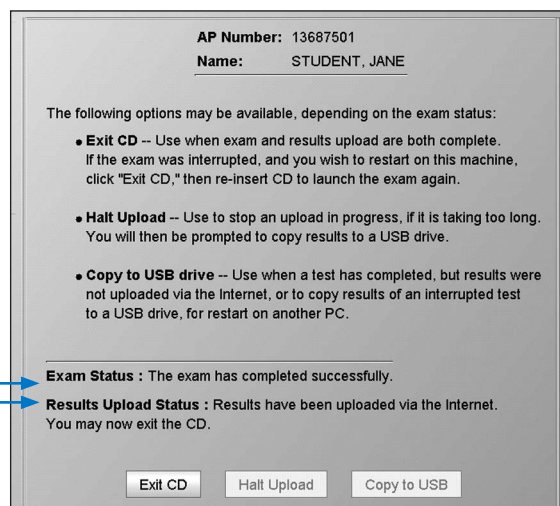 AP Number: 13687501
Name: STUDENT, JANE
The following options may be available, depending on the exam status:
• Exit CD -- Use when exam and results upload are both complete.
If the exam was interrupted, and you wish to restart on this machine,
click "Exit CD," then re-insert CD to launch the exam again.
• Halt Upload -- Use to stop an upload in progress, if it is taking too long.
You will then be prompted to copy results to a USB drive.
• Copy to USB drive -- Use when a test has completed, but results were
not uploaded via the Internet, or to copy results of an interrupted test
to a USB drive, for restart on another PC.
Exam Status : The exam has completed successfully.
Results Upload Status : Results have been uploaded via the Internet.
You may now exit the CD.
Exit CD Halt Upload Copy to USB